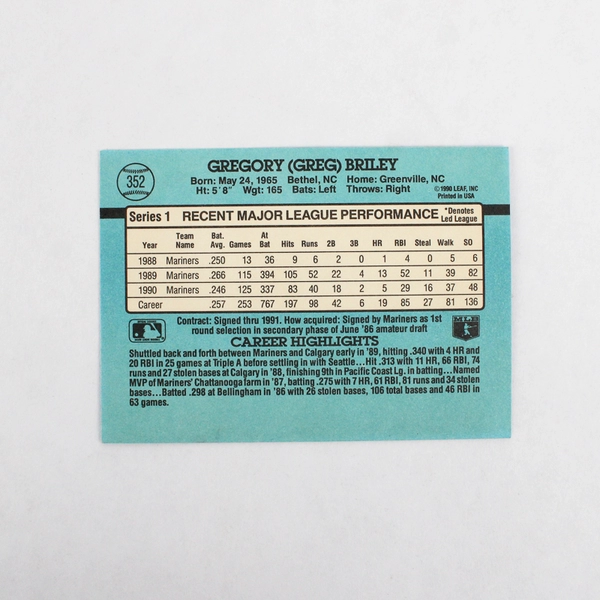 352
GREGORY (GREG) BRILEY
Born: May 24, 1965 Bethel, NC Home: Greenville, NC
Ht: 5' 8" Wgt: 165 Bats: Left Throws: Right
© 1990 LEAF, INC
Printed in USA
Series 1 RECENT MAJOR LEAGUE PERFORMANCE *Denotes Led League
Year Team Name Bat. Avg. Games At Bat Hits Runs 2B 3B HR RBI Steal Walk SO
1988 Mariners .250 13 36 9 6 2 0 1 4 0 5 6
1989 Mariners .266 115 394 105 52 22 4 13 52 11 39 82
1990 Mariners .246 125 337 83 40 18 2 5 29 16 37 48
Career .257 253 767 197 98 42 6 19 85 27 81 136
Contract: Signed thru 1991. How acquired: Signed by Mariners as 1st
round selection in secondary phase of June '86 amateur draft
CAREER HIGHLIGHTS
Shuttled back and forth between Mariners and Calgary early in '89, hitting .340 with 4 HR and
20 RBI in 25 games at Triple A before settling in with Seattle...Hit .313 with 11 HR, 66 RBI, 74
runs and 27 stolen bases at Calgary in '88, finishing 9th in Pacific Coast Lg. in batting...Named
MVP of Mariners' Chattanooga farm in '87, batting .275 with 7 HR, 61 RBI, 81 runs and 34 stolen
bases...Batted .298 at Bellingham in '86 with 26 stolen bases, 106 total bases and 46 RBI in
63 games.